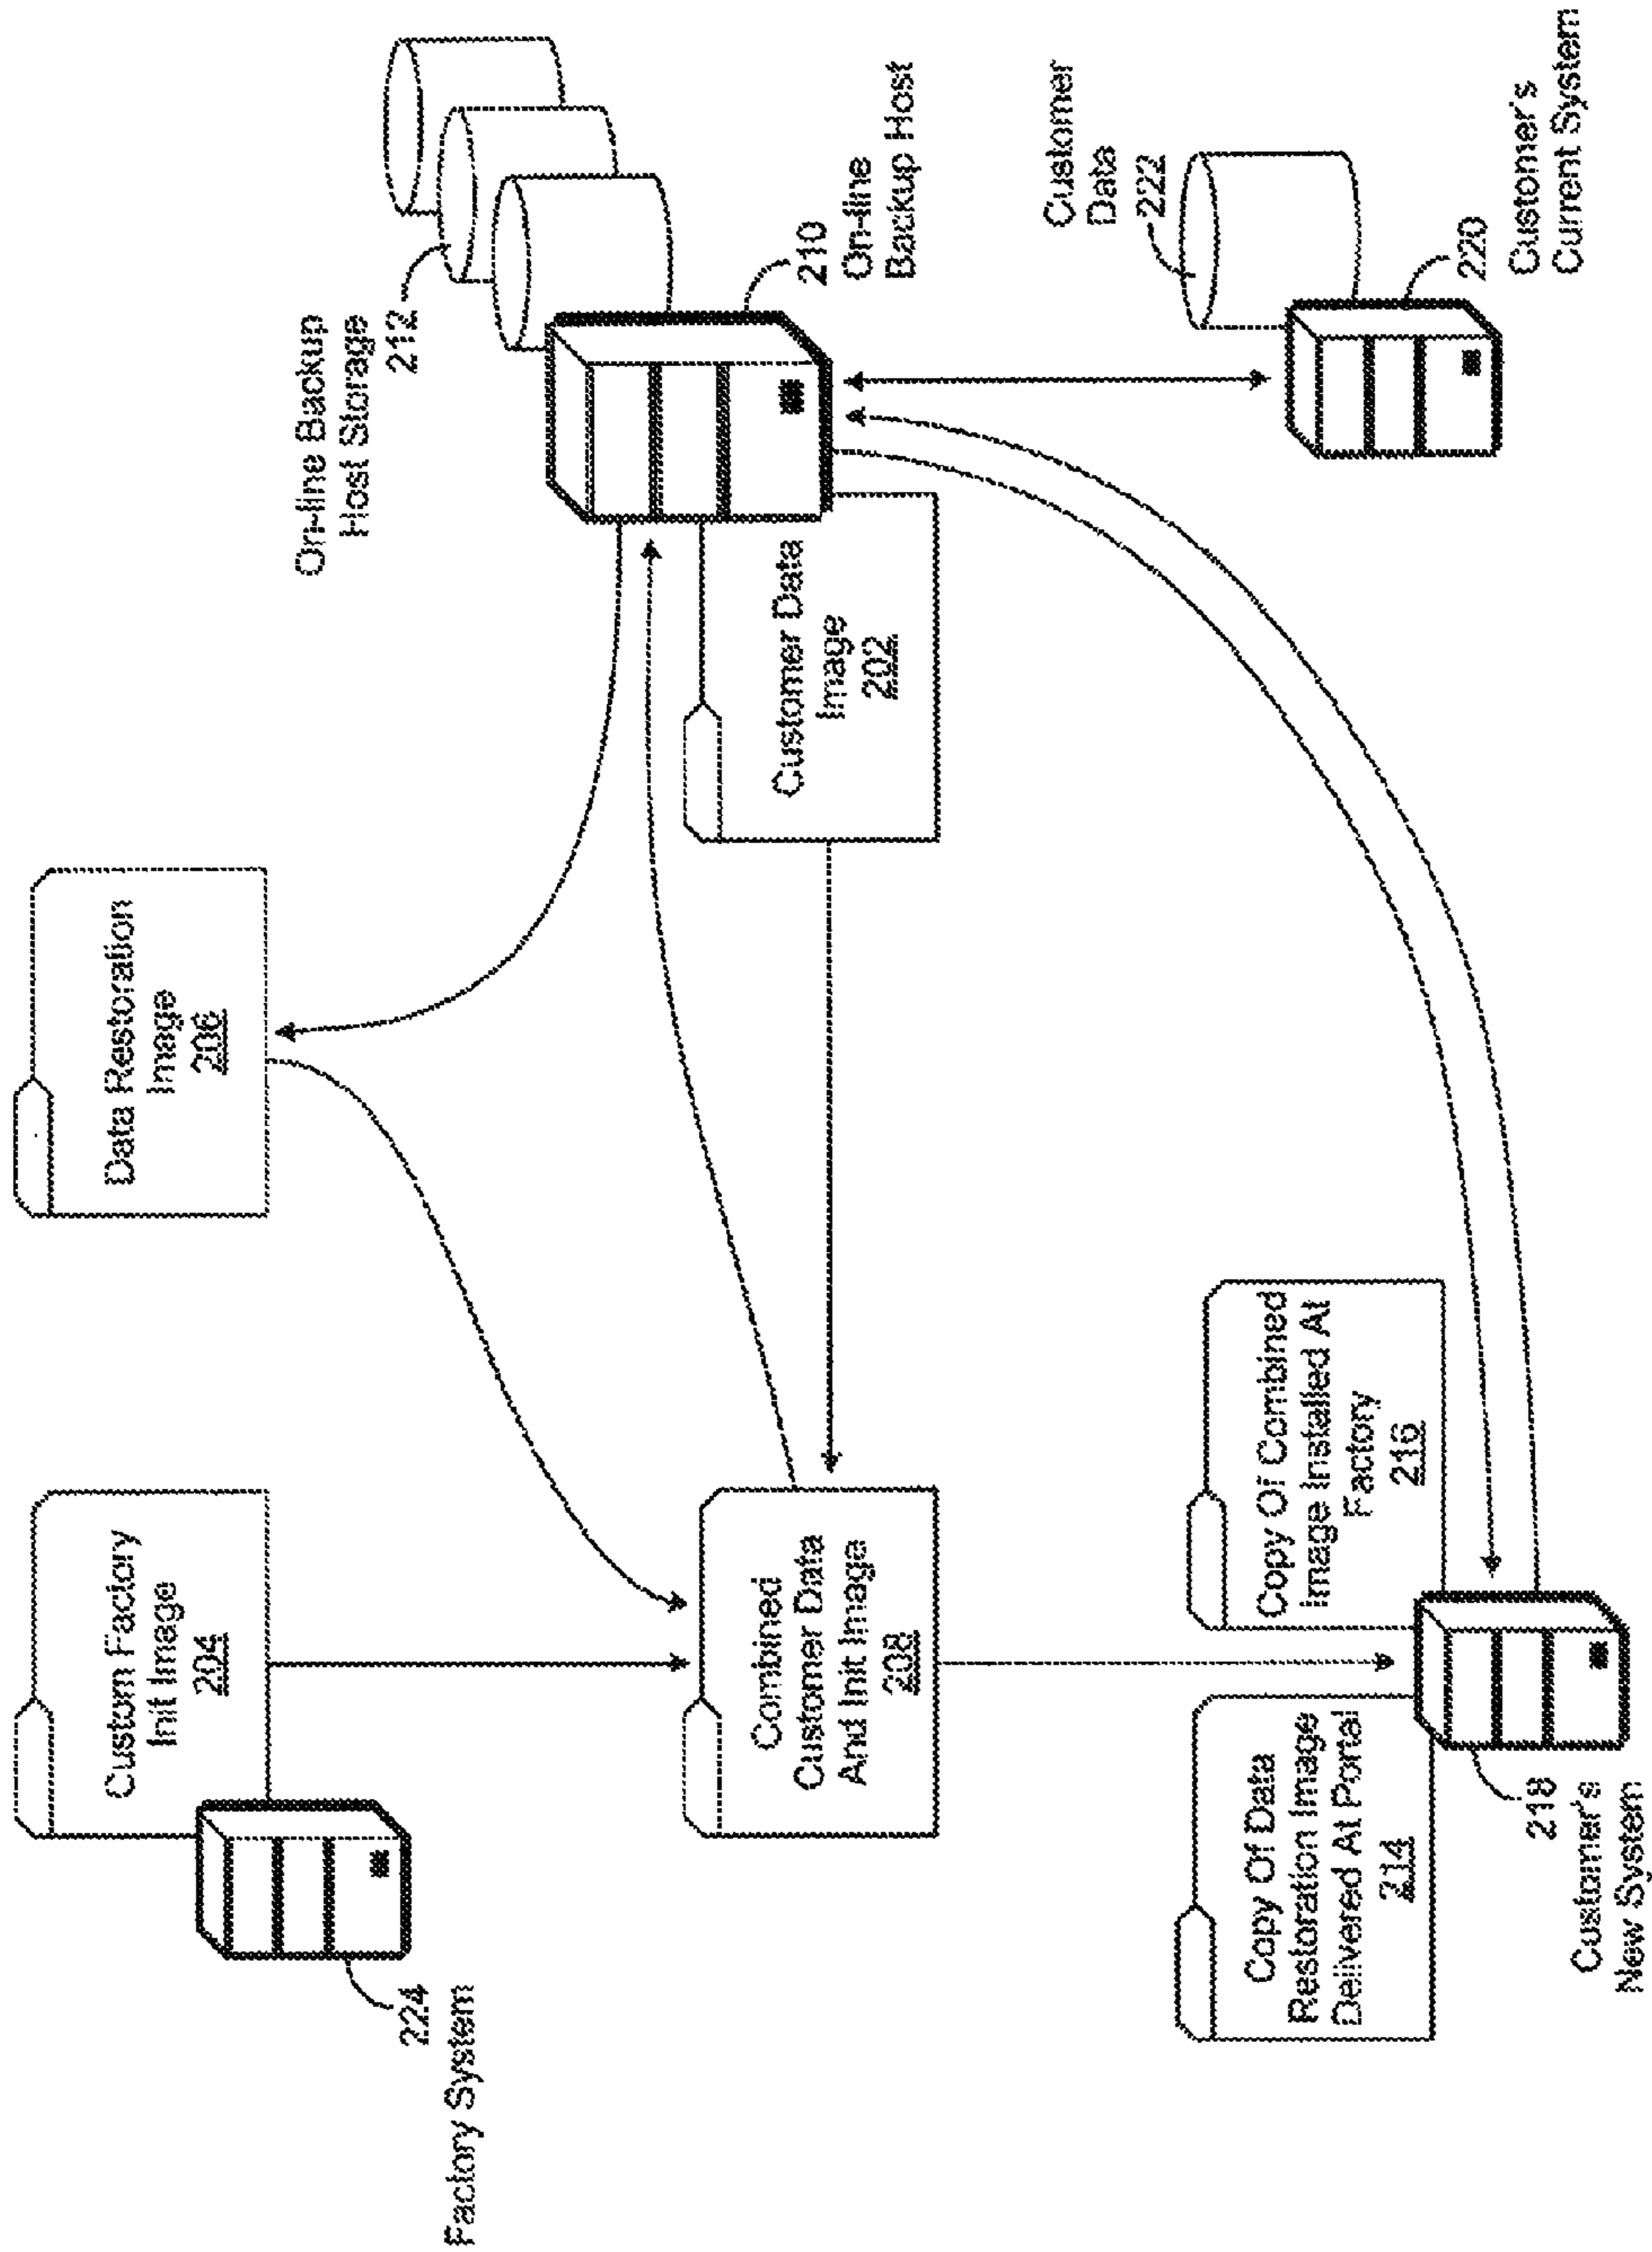 Factory System
224
Custom Factory
Init Image
204
Data Restoration
Image
206
On-line Backup
Host Storage
212
210
On-line
Backup Host
Customer Data
Image
202
Combined
Customer Data
And Init Image
208
Copy Of Data
Restoration Image
Delivered At Portal
214
Copy Of Combined
Image Installed At
Factory
216
218
Customer's
New System
Customer
Data
222
220
Customer's
Current System